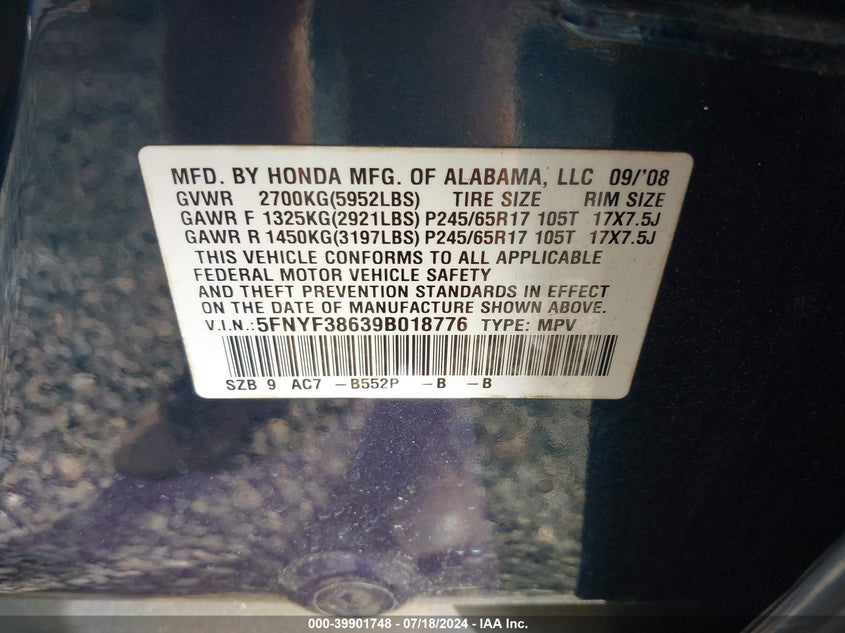 MFD. BY HONDA MFG. OF ALABAMA, LLC 09/'08
GVWR 2700KG(5952LBS) TIRE SIZE RIM SIZE
GAWR F 1325KG(2921LBS) P245/65R17 105T 17X7.5J
GAWR R 1450KG(3197LBS) P245/65R17 105T 17X7.5J
THIS VEHICLE CONFORMS TO ALL APPLICABLE
FEDERAL MOTOR VEHICLE SAFETY
AND THEFT PREVENTION STANDARDS IN EFFECT
ON THE DATE OF MANUFACTURE SHOWN ABOVE.
V.I.N.:5FNYF38639B018776 TYPE: MPV
SZB 9 AC7 -B552P -B -B
000-39901748 - 07/18/2024 - IAA Inc.